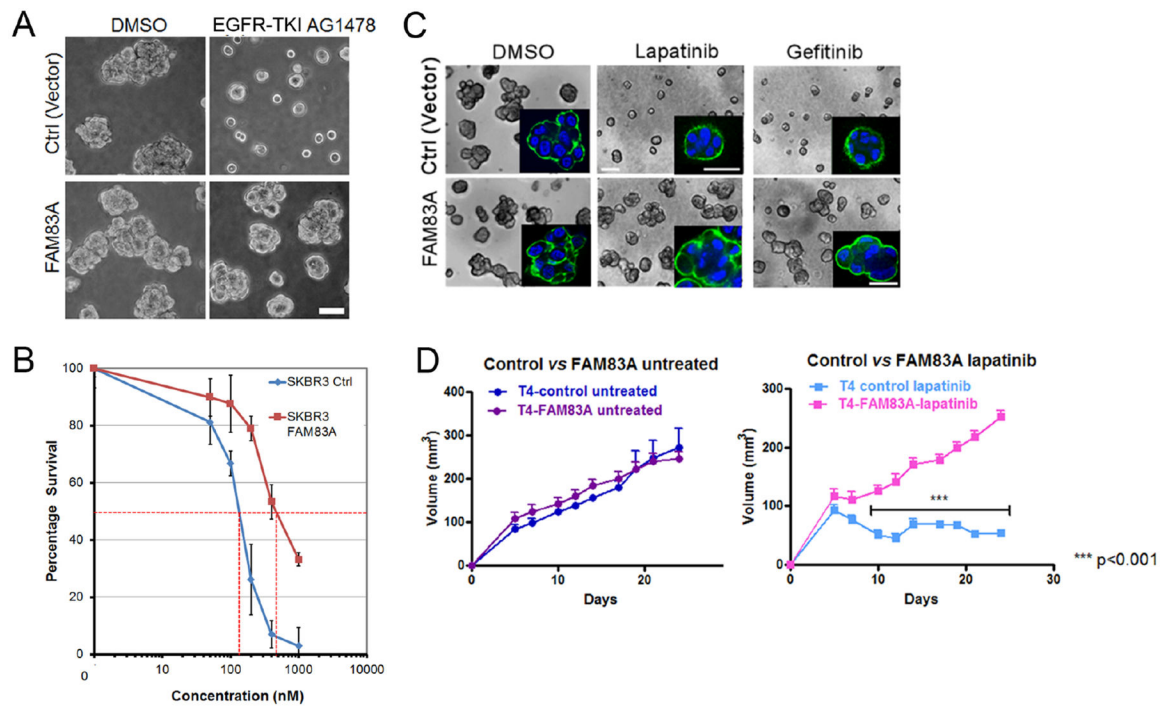 A
DMSO
EGFR-TKI AG1478
Ctrl (Vector)
FAM83A
C
DMSO
Lapatinib
Gefitinib
Ctrl (Vector)
FAM83A
B
100
80
60
40
20
0
Percentage Survival
SKBR3 Ctrl
SKBR3
FAM83A
0
10
100
1000
10000
Concentration (nM)
D
Control vs FAM83A untreated
T4-control untreated
T4-FAM83A untreated
400
300
200
100
0
Volume (mm³)
0
10
20
Days
Control vs FAM83A lapatinib
T4 control lapatinib
T4-FAM83A-lapatinib
300
200
100
0
Volume (mm³)
***
0
10
20
30
Days
*** p<0.001